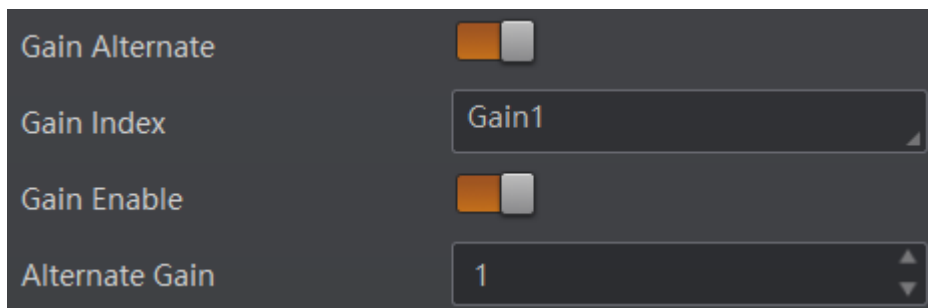 Gain Alternate
Gain Index Gain1
Gain Enable
Alternate Gain 1